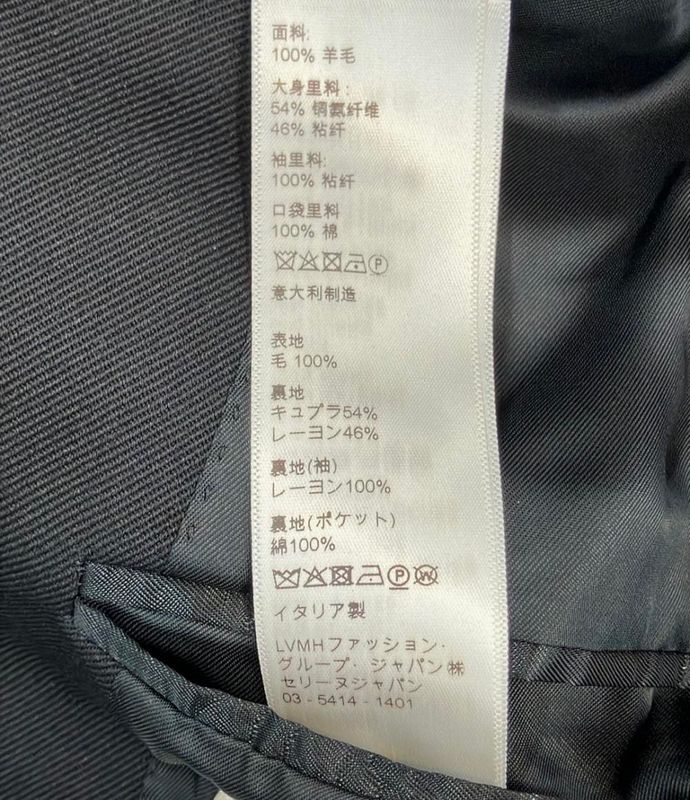 面料:
100% 羊毛
大身里料:
54% 铜氨纤维
46% 粘纤
袖里料:
100% 粘纤
口袋里料
100% 棉
P
意大利制造
表地
毛 100%
裏地
キュプラ54%
レーヨン46%
裏地(袖)
レーヨン100%
裏地(ポケット)
綿100%
P W
イタリア製
LVMHファッション・
グループ・ジャパン㈱
セリーヌジャパン
03 - 5414 - 1401